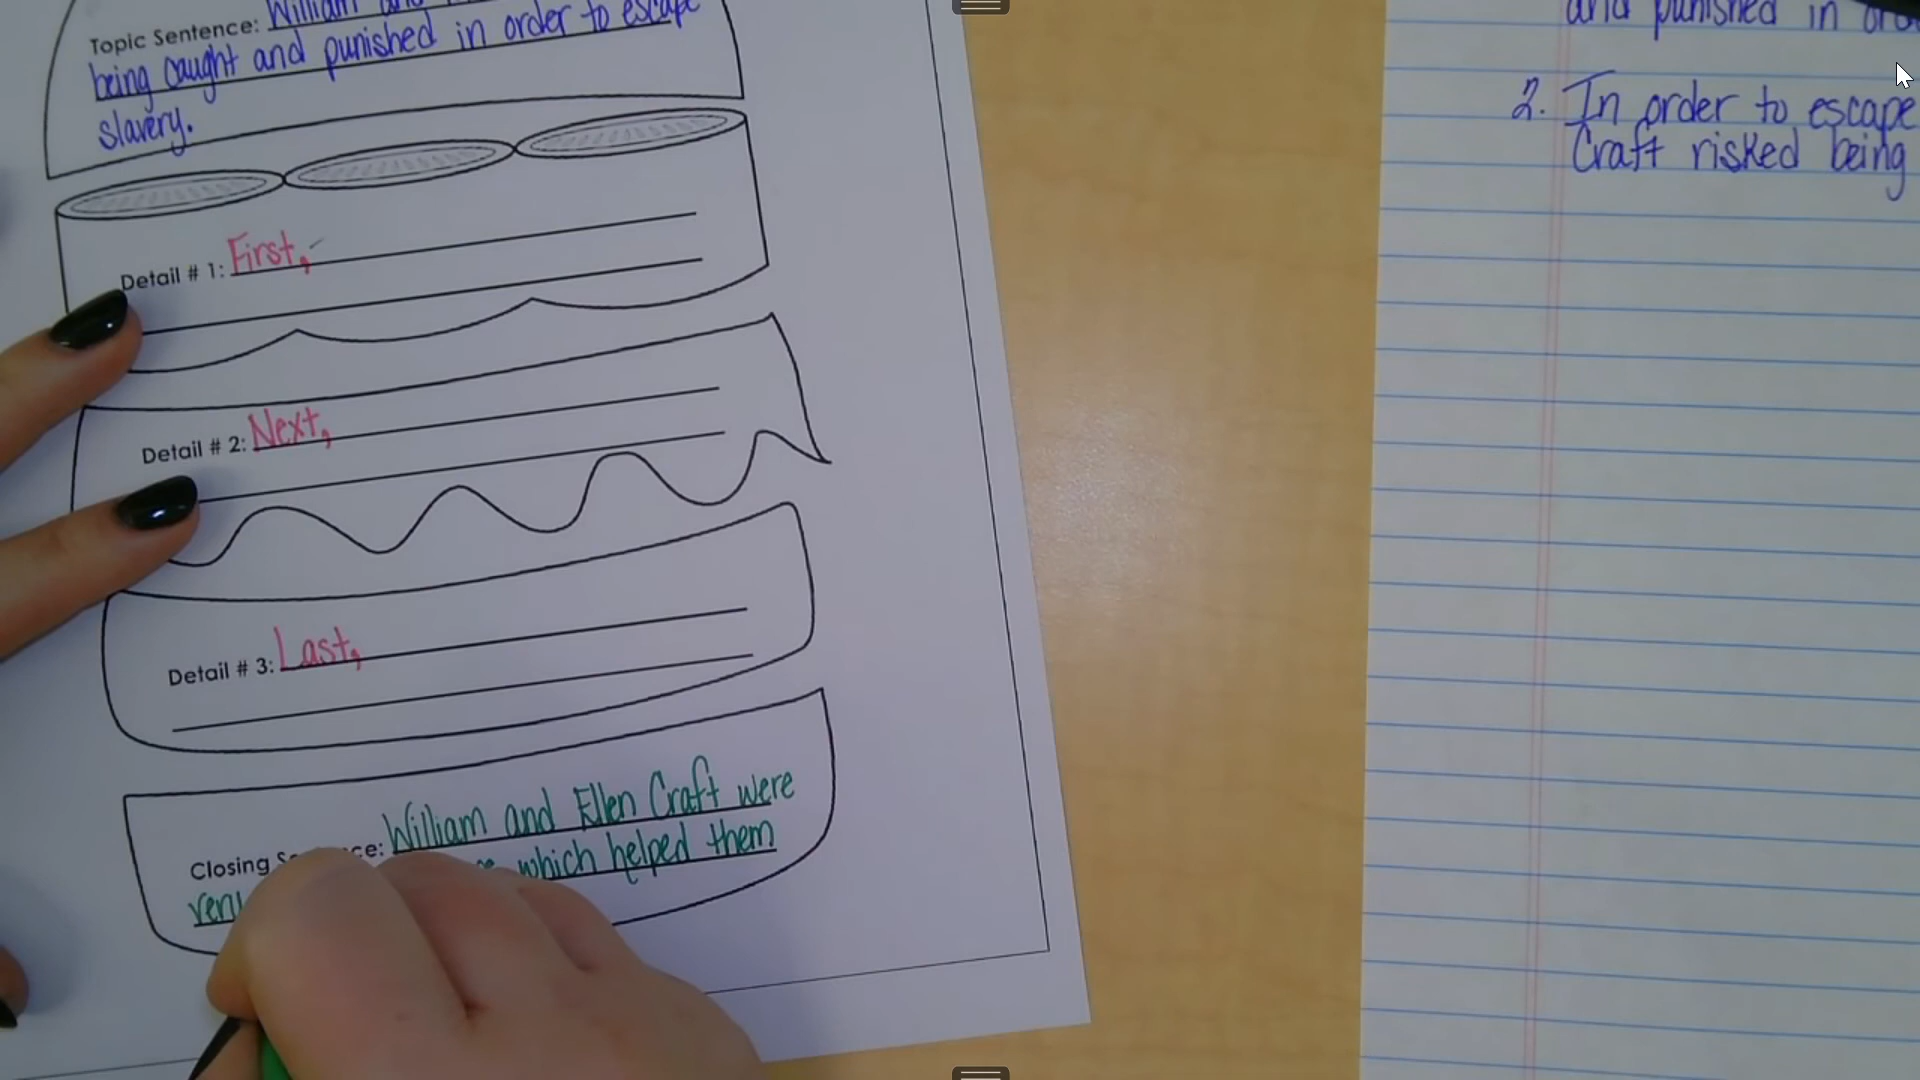 Topic Sentence: William
being caught and punished in order to escape
slavery.
Detail # 1: First,
Detail # 2: Next,
Detail # 3: Last,
Closing William and Ellen Craft were
which helped them
and punished in
2. In order to escape
Craft risked being